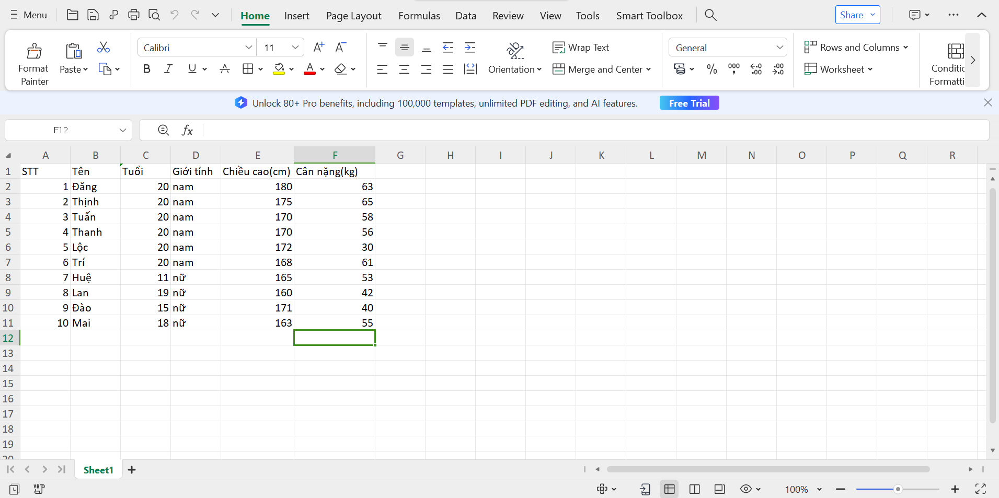 Menu Home Insert Page Layout Formulas Data Review View Tools Smart Toolbox Share
Format Painter Paste Calibri 11 Orientation Wrap Text Merge and Center General Rows and Columns Worksheet Conditic Formatti
Unlock 80+ Pro benefits, including 100,000 templates, unlimited PDF editing, and AI features. Free Trial
F12 fx
A B C D E F G H I J K L M N O P Q R
1 STT Tên Tuổi Giới tính Chiều cao(cm) Cân nặng(kg)
2 1 Đăng 20 nam 180 63
3 2 Thịnh 20 nam 175 65
4 3 Tuấn 20 nam 170 58
5 4 Thanh 20 nam 170 56
6 5 Lộc 20 nam 172 30
7 6 Trí 20 nam 168 61
8 7 Huệ 11 nữ 165 53
9 8 Lan 19 nữ 160 42
10 9 Đào 15 nữ 171 40
11 10 Mai 18 nữ 163 55
12
13
14
15
16
17
18
19
20
Sheet1
100%